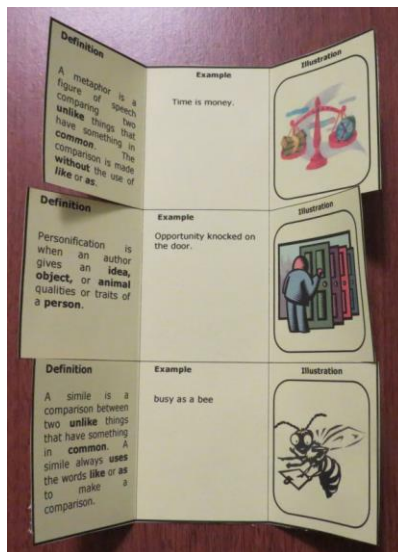 Definition
A metaphor is a
figure of speech
comparing two
unlike things that
have something in
common. The
comparison is made
without the use of
like or as.
Example
Time is money.
Illustration
Definition
Personification is
when an author
gives an idea,
object, or animal
qualities or traits of
a person.
Example
Opportunity knocked on
the door.
Illustration
Definition
A simile is a
comparison between
two unlike things
that have something
in common. A
simile always uses
the words like or as
to make a
comparison.
Example
busy as a bee
Illustration